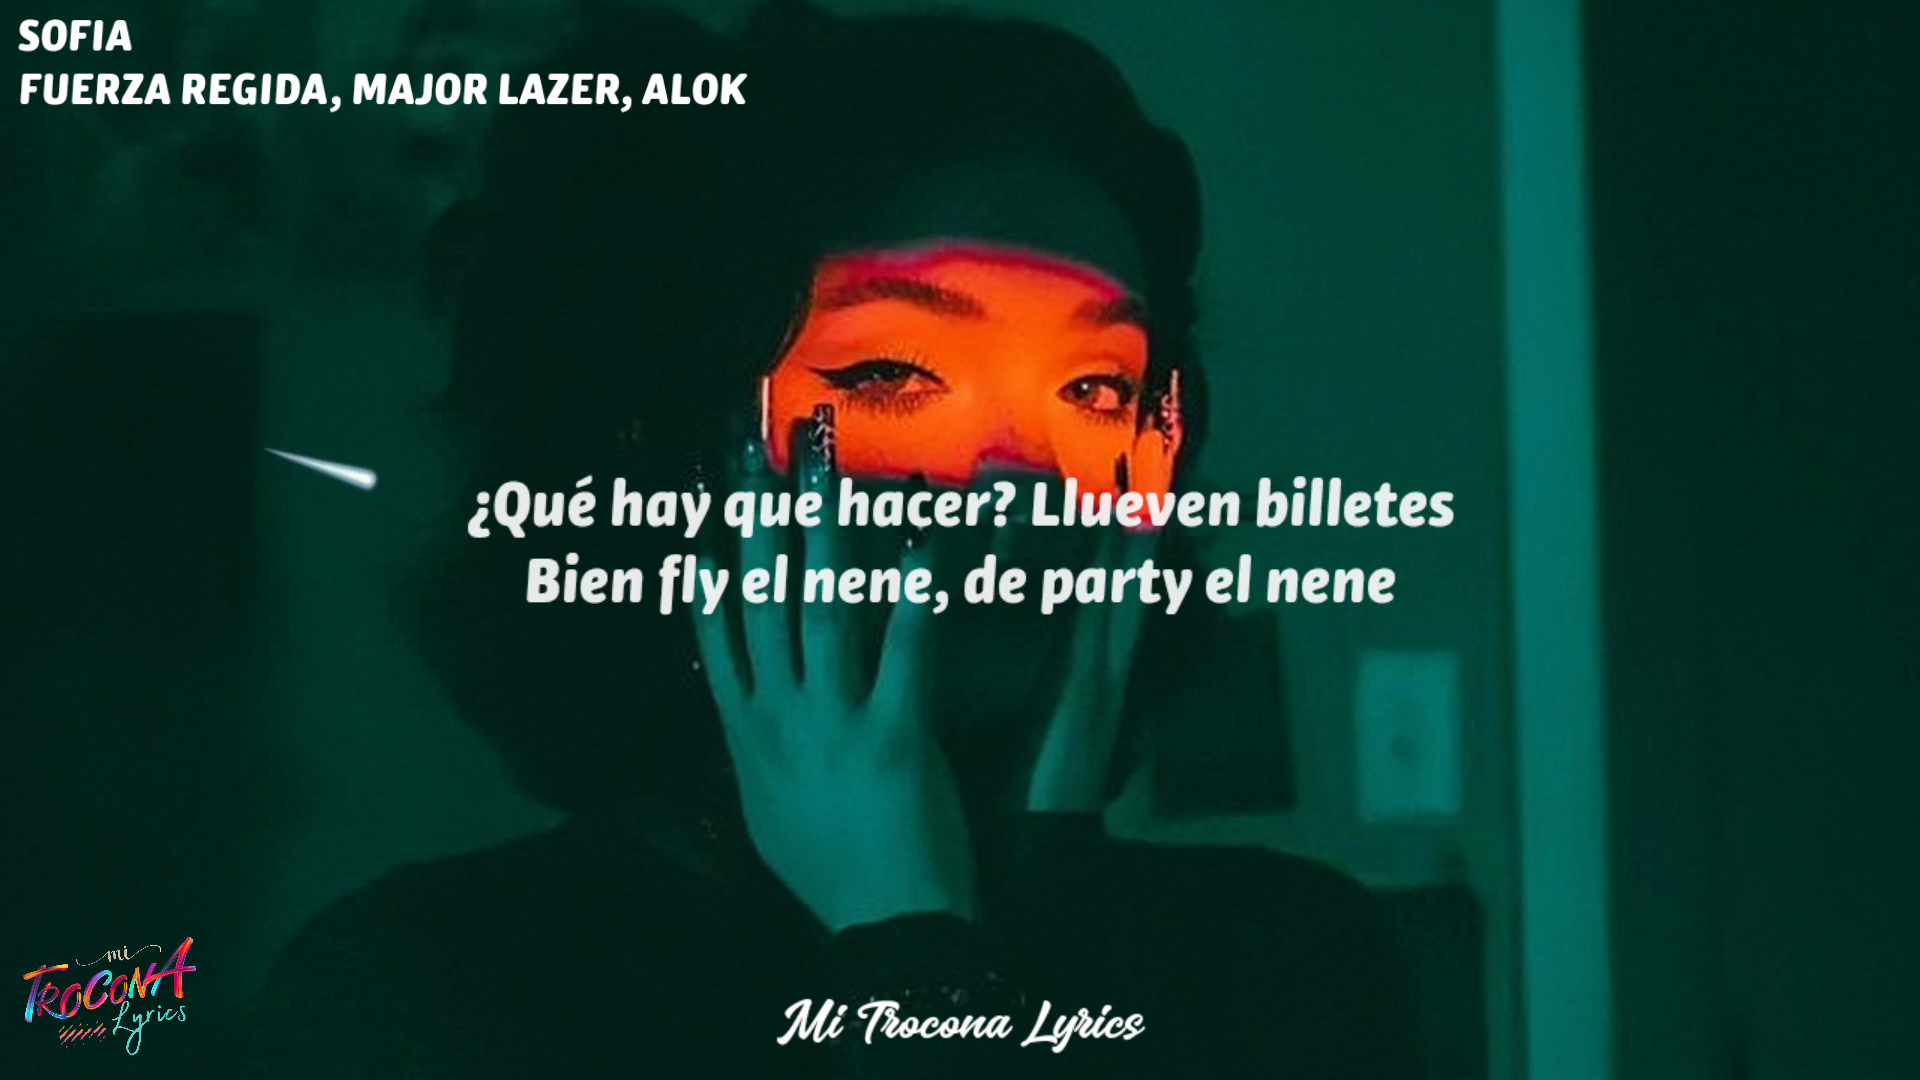 SOFIA
FUERZA REGIDA, MAJOR LAZER, ALOK
¿Qué hay que hacer? Llueven billetes
Bien fly el nene, de party el nene
mi
TROCONA
Lyrics
Mi Trocona Lyrics